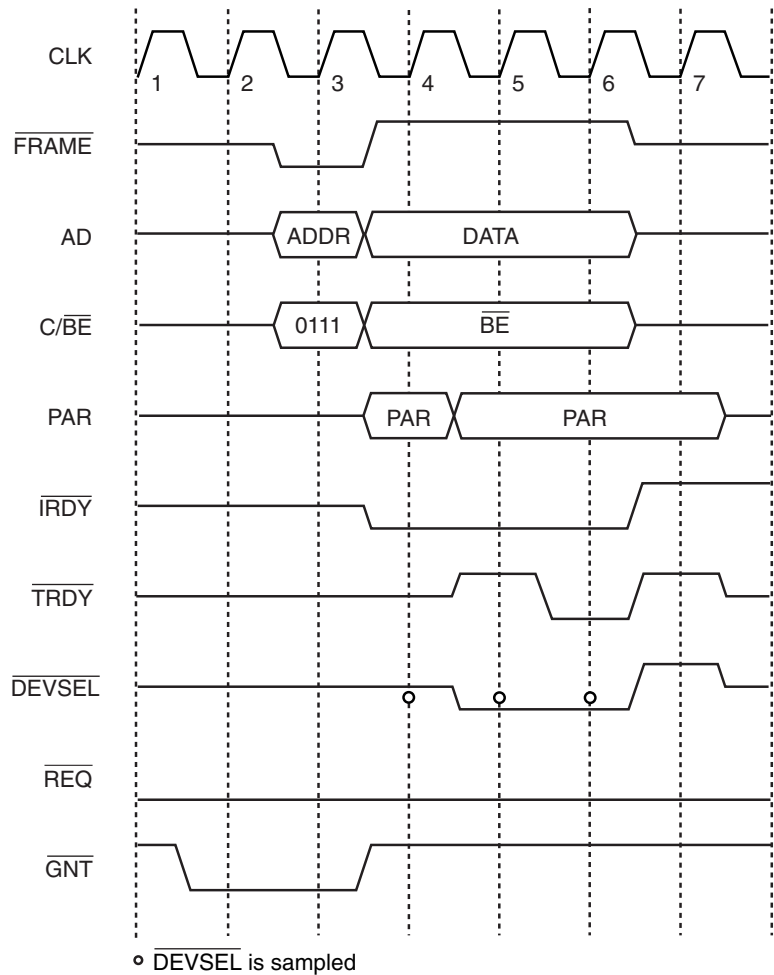 CLK
1 2 3 4 5 6 7
FRAME
AD ADDR DATA
C/BE 0111 BE
PAR PAR PAR
IRDY
TRDY
DEVSEL
REQ
GNT
DEVSEL is sampled